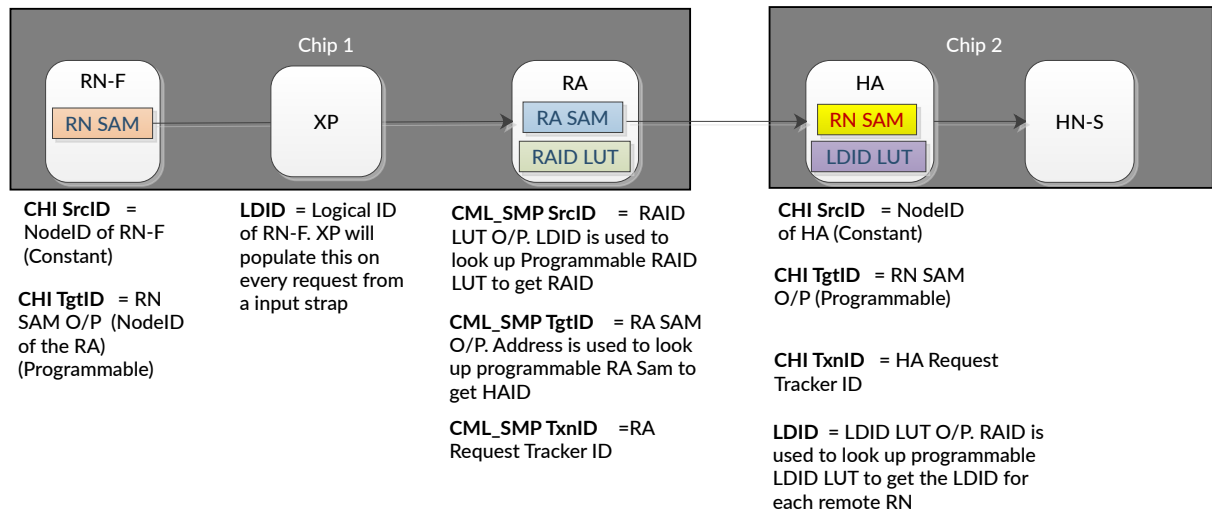 Chip 1
Chip 2
RN-F
RN SAM
XP
RA
RA SAM
RAID LUT
HA
RN SAM
LDID LUT
HN-S
CHI SrcID =
NodeID of RN-F
(Constant)
CHI TgtID = RN
SAM O/P (NodeID
of the RA)
(Programmable)
LDID = Logical ID
of RN-F. XP will
populate this on
every request from
a input strap
CML_SMP SrcID = RAID
LUT O/P. LDID is used to
look up Programmable RAID
LUT to get RAID
CML_SMP TgtID = RA SAM
O/P. Address is used to look
up programmable RA Sam to
get HAID
CML_SMP TxnID =RA
Request Tracker ID
CHI SrcID = NodeID
of HA (Constant)
CHI TgtID = RN SAM
O/P (Programmable)
CHI TxnID = HA Request
Tracker ID
LDID = LDID LUT O/P. RAID is
used to look up programmable
LDID LUT to get the LDID for
each remote RN